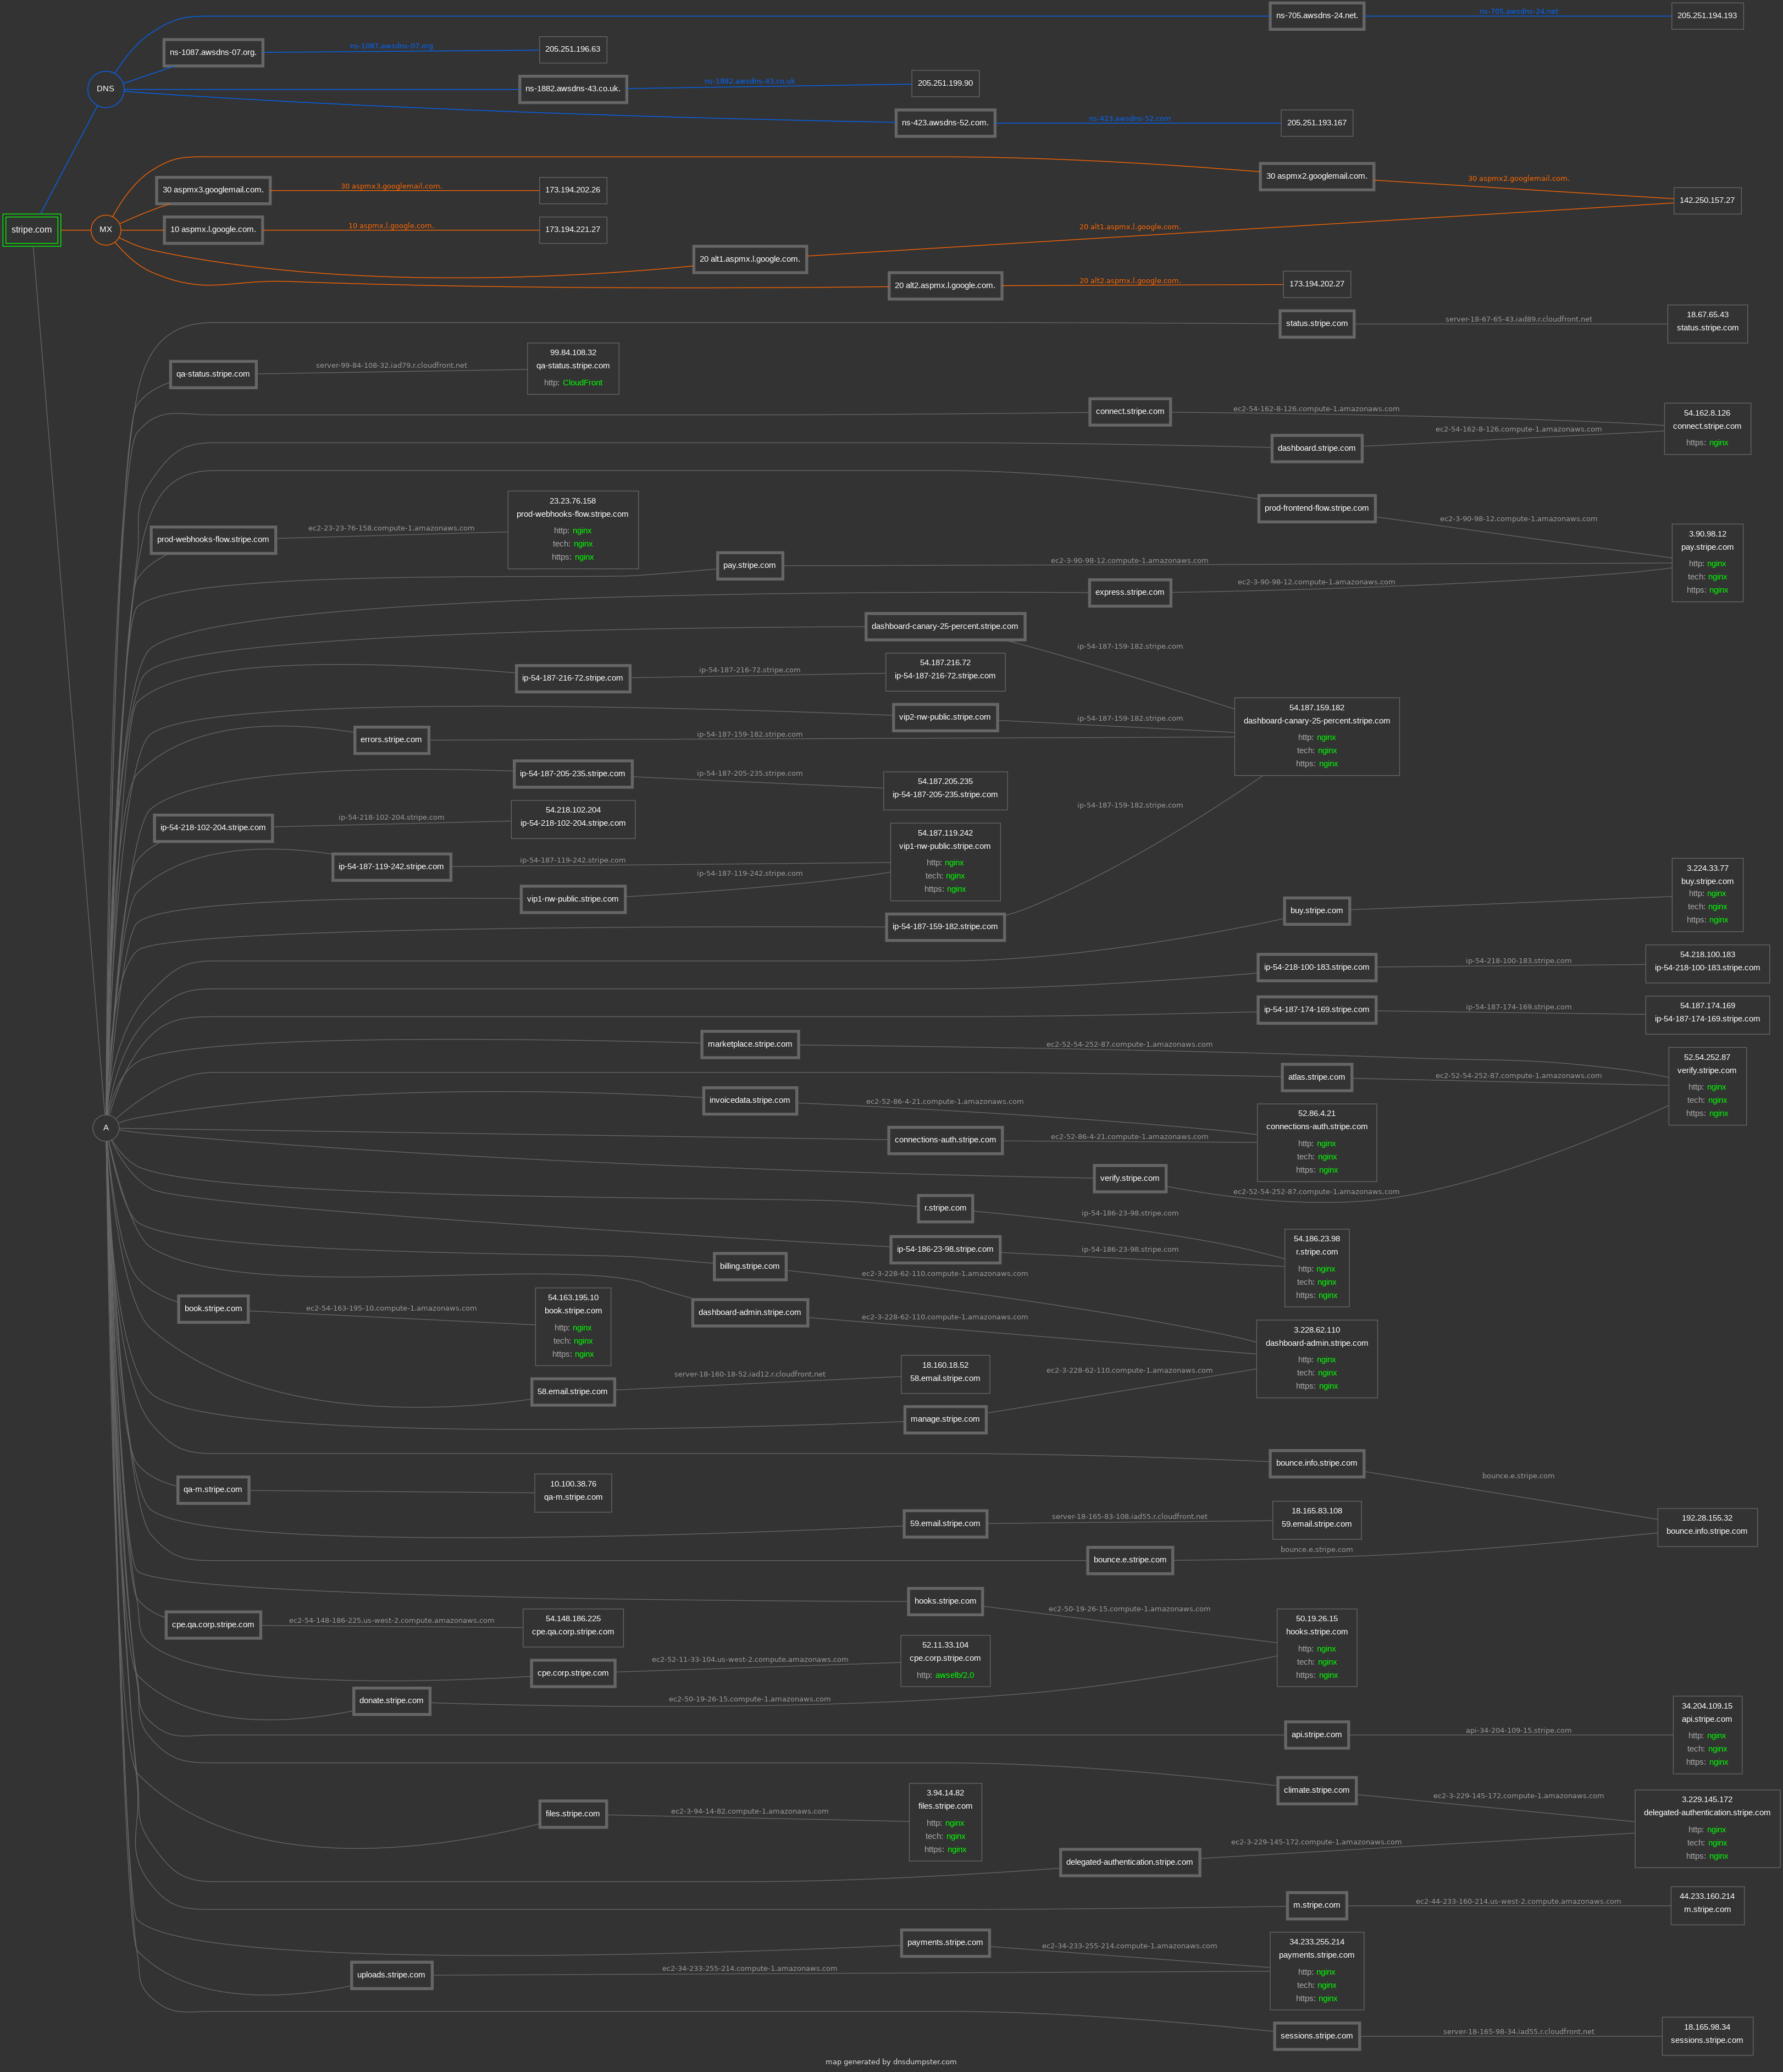 ns-705.awsdns-24.net.
ns-705.awsdns-24.net
205.251.194.193
ns-1087.awsdns-07.org.
ns-1087.awsdns-07.org
205.251.196.63
DNS
ns-1882.awsdns-43.co.uk.
ns-1882.awsdns-43.co.uk
205.251.199.90
ns-423.awsdns-52.com.
ns-423.awsdns-52.com
205.251.193.167
30 aspmx2.googlemail.com.
30 aspmx2.googlemail.com.
142.250.157.27
30 aspmx3.googlemail.com.
30 aspmx3.googlemail.com.
173.194.202.26
stripe.com
MX
10 aspmx.l.google.com.
10 aspmx.l.google.com.
173.194.221.27
20 alt1.aspmx.l.google.com.
20 alt1.aspmx.l.google.com.
20 alt2.aspmx.l.google.com.
20 alt2.aspmx.l.google.com.
173.194.202.27
status.stripe.com
server-18-67-65-43.iad89.r.cloudfront.net
18.67.65.43
status.stripe.com
qa-status.stripe.com
server-99-84-108-32.iad79.r.cloudfront.net
99.84.108.32
qa-status.stripe.com
http: CloudFront
connect.stripe.com
ec2-54-162-8-126.compute-1.amazonaws.com
54.162.8.126
connect.stripe.com
https: nginx
dashboard.stripe.com
ec2-54-162-8-126.compute-1.amazonaws.com
prod-frontend-flow.stripe.com
ec2-3-90-98-12.compute-1.amazonaws.com
prod-webhooks-flow.stripe.com
ec2-23-23-76-158.compute-1.amazonaws.com
23.23.76.158
prod-webhooks-flow.stripe.com
http: nginx
tech: nginx
https: nginx
3.90.98.12
pay.stripe.com
http: nginx
tech: nginx
https: nginx
pay.stripe.com
ec2-3-90-98-12.compute-1.amazonaws.com
express.stripe.com
ec2-3-90-98-12.compute-1.amazonaws.com
dashboard-canary-25-percent.stripe.com
ip-54-187-159-182.stripe.com
ip-54-187-216-72.stripe.com
ip-54-187-216-72.stripe.com
54.187.216.72
ip-54-187-216-72.stripe.com
vip2-nw-public.stripe.com
ip-54-187-159-182.stripe.com
54.187.159.182
dashboard-canary-25-percent.stripe.com
http: nginx
tech: nginx
https: nginx
errors.stripe.com
ip-54-187-159-182.stripe.com
ip-54-187-205-235.stripe.com
ip-54-187-205-235.stripe.com
54.187.205.235
ip-54-187-205-235.stripe.com
ip-54-187-159-182.stripe.com
ip-54-218-102-204.stripe.com
ip-54-218-102-204.stripe.com
54.218.102.204
ip-54-218-102-204.stripe.com
ip-54-187-119-242.stripe.com
ip-54-187-119-242.stripe.com
54.187.119.242
vip1-nw-public.stripe.com
http: nginx
tech: nginx
https: nginx
vip1-nw-public.stripe.com
ip-54-187-119-242.stripe.com
ip-54-187-159-182.stripe.com
buy.stripe.com
3.224.33.77
buy.stripe.com
http: nginx
tech: nginx
https: nginx
ip-54-218-100-183.stripe.com
ip-54-218-100-183.stripe.com
54.218.100.183
ip-54-218-100-183.stripe.com
ip-54-187-174-169.stripe.com
ip-54-187-174-169.stripe.com
54.187.174.169
ip-54-187-174-169.stripe.com
marketplace.stripe.com
ec2-52-54-252-87.compute-1.amazonaws.com
52.54.252.87
verify.stripe.com
http: nginx
tech: nginx
https: nginx
atlas.stripe.com
ec2-52-54-252-87.compute-1.amazonaws.com
invoicedata.stripe.com
ec2-52-86-4-21.compute-1.amazonaws.com
52.86.4.21
connections-auth.stripe.com
http: nginx
tech: nginx
https: nginx
A
connections-auth.stripe.com
ec2-52-86-4-21.compute-1.amazonaws.com
verify.stripe.com
ec2-52-54-252-87.compute-1.amazonaws.com
r.stripe.com
ip-54-186-23-98.stripe.com
ip-54-186-23-98.stripe.com
ip-54-186-23-98.stripe.com
54.186.23.98
r.stripe.com
http: nginx
tech: nginx
https: nginx
billing.stripe.com
ec2-3-228-62-110.compute-1.amazonaws.com
book.stripe.com
ec2-54-163-195-10.compute-1.amazonaws.com
54.163.195.10
book.stripe.com
http: nginx
tech: nginx
https: nginx
dashboard-admin.stripe.com
ec2-3-228-62-110.compute-1.amazonaws.com
3.228.62.110
dashboard-admin.stripe.com
http: nginx
tech: nginx
https: nginx
58.email.stripe.com
server-18-160-18-52.iad12.r.cloudfront.net
18.160.18.52
58.email.stripe.com
ec2-3-228-62-110.compute-1.amazonaws.com
manage.stripe.com
bounce.info.stripe.com
bounce.e.stripe.com
qa-m.stripe.com
10.100.38.76
qa-m.stripe.com
59.email.stripe.com
server-18-165-83-108.iad55.r.cloudfront.net
18.165.83.108
59.email.stripe.com
192.28.155.32
bounce.info.stripe.com
bounce.e.stripe.com
bounce.e.stripe.com
hooks.stripe.com
ec2-50-19-26-15.compute-1.amazonaws.com
50.19.26.15
hooks.stripe.com
http: nginx
tech: nginx
https: nginx
cpe.qa.corp.stripe.com
ec2-54-148-186-225.us-west-2.compute.amazonaws.com
54.148.186.225
cpe.qa.corp.stripe.com
cpe.corp.stripe.com
ec2-52-11-33-104.us-west-2.compute.amazonaws.com
52.11.33.104
cpe.corp.stripe.com
http: awselb/2.0
donate.stripe.com
ec2-50-19-26-15.compute-1.amazonaws.com
api.stripe.com
api-34-204-109-15.stripe.com
34.204.109.15
api.stripe.com
http: nginx
tech: nginx
https: nginx
climate.stripe.com
ec2-3-229-145-172.compute-1.amazonaws.com
3.229.145.172
delegated-authentication.stripe.com
http: nginx
tech: nginx
https: nginx
files.stripe.com
ec2-3-94-14-82.compute-1.amazonaws.com
3.94.14.82
files.stripe.com
http: nginx
tech: nginx
https: nginx
delegated-authentication.stripe.com
ec2-3-229-145-172.compute-1.amazonaws.com
m.stripe.com
ec2-44-233-160-214.us-west-2.compute.amazonaws.com
44.233.160.214
m.stripe.com
payments.stripe.com
ec2-34-233-255-214.compute-1.amazonaws.com
34.233.255.214
payments.stripe.com
http: nginx
tech: nginx
https: nginx
uploads.stripe.com
ec2-34-233-255-214.compute-1.amazonaws.com
sessions.stripe.com
server-18-165-98-34.iad55.r.cloudfront.net
18.165.98.34
sessions.stripe.com
map generated by dnsdumpster.com